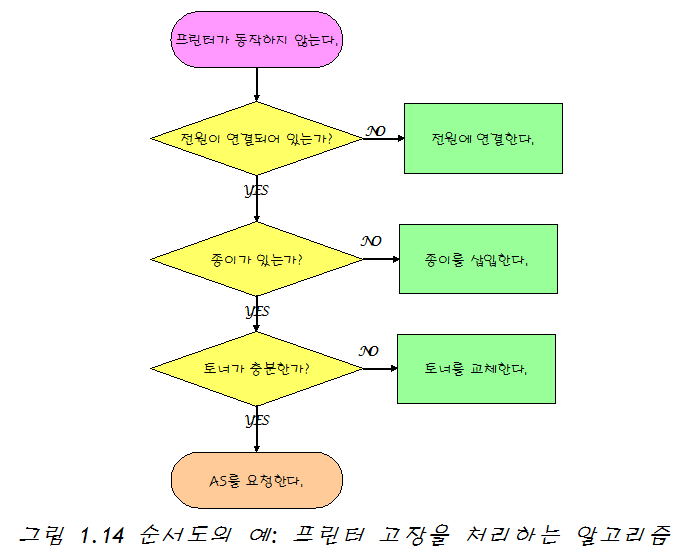 프린터가 동작하지 않는다.
전원이 연결되어 있는가?
NO
전원에 연결한다.
YES
종이가 있는가?
NO
종이를 삽입한다.
YES
토너가 충분한가?
NO
토너를 교체한다.
YES
AS를 요청한다.
그림 1.14 순서도의 예: 프린터 고장을 처리하는 알고리즘